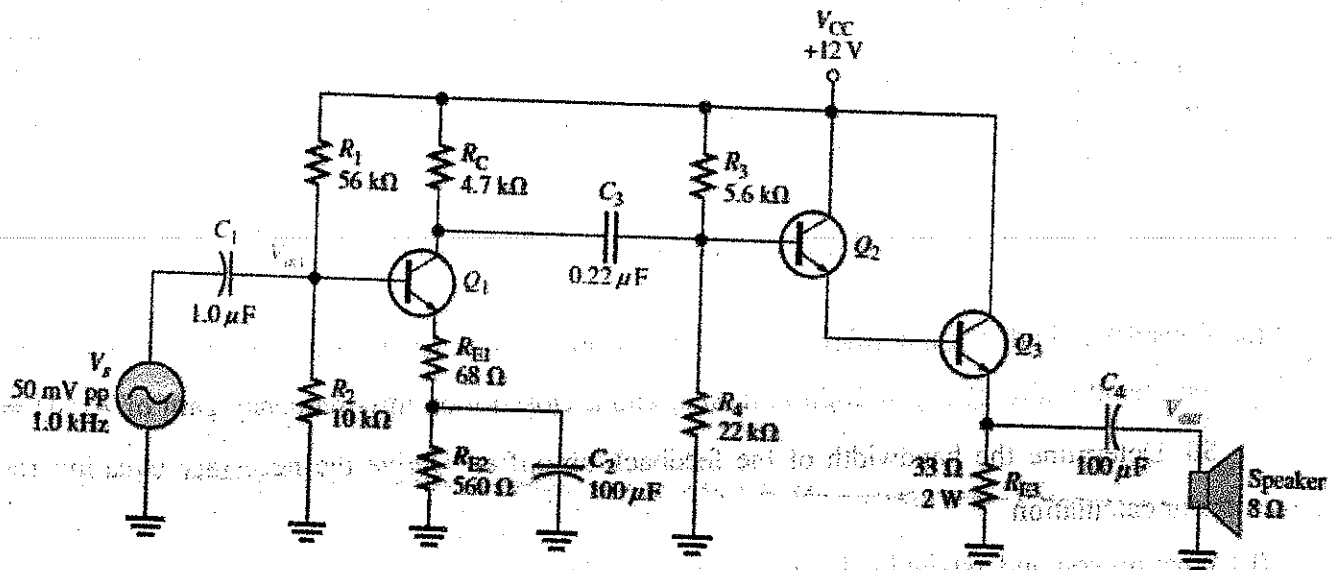 V_CC
+12 V
R_1
56 kΩ
R_C
4.7 kΩ
C_3
0.22 μF
R_3
5.6 kΩ
Q_2
C_1
1.0 μF
Q_1
R_E1
68 Ω
Q_3
V_s
50 mV pp
1.0 kHz
R_2
10 kΩ
R_E2
560 Ω
C_2
100 μF
R_4
22 kΩ
33 Ω
2 W
R_E3
C_4
100 μF
V_out
Speaker
8 Ω